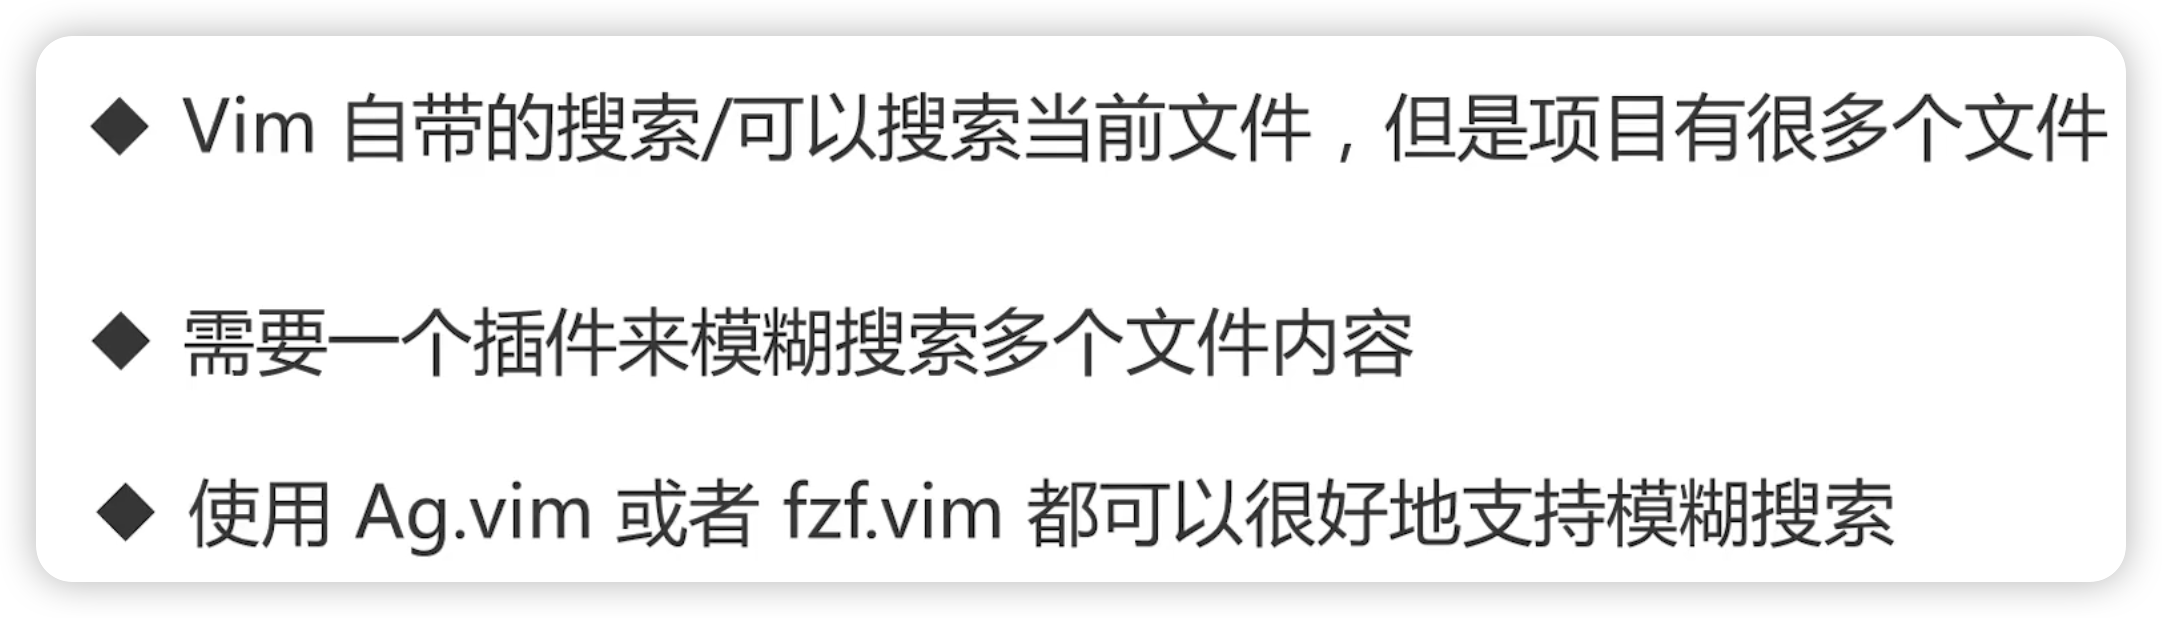 ◆ Vim 自带的搜索/可以搜索当前文件，但是项目有很多个文件
◆ 需要一个插件来模糊搜索多个文件内容
◆ 使用 Ag.vim 或者 fzf.vim 都可以很好地支持模糊搜索